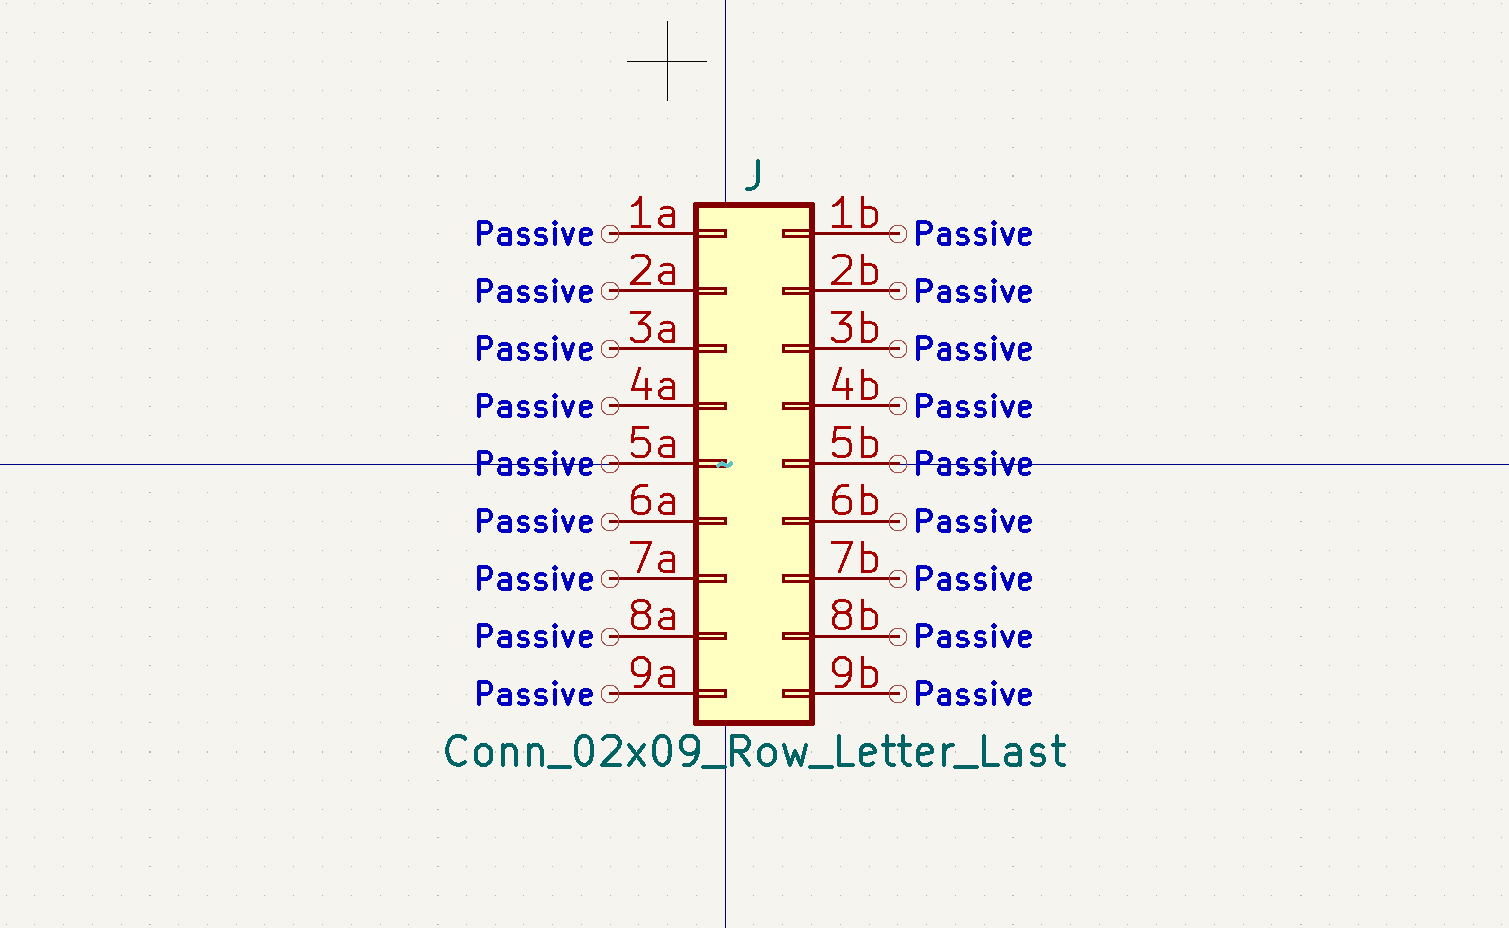 J
Passive 1a 1b Passive
Passive 2a 2b Passive
Passive 3a 3b Passive
Passive 4a 4b Passive
Passive 5a ~ 5b Passive
Passive 6a 6b Passive
Passive 7a 7b Passive
Passive 8a 8b Passive
Passive 9a 9b Passive
Conn_02x09_Row_Letter_Last